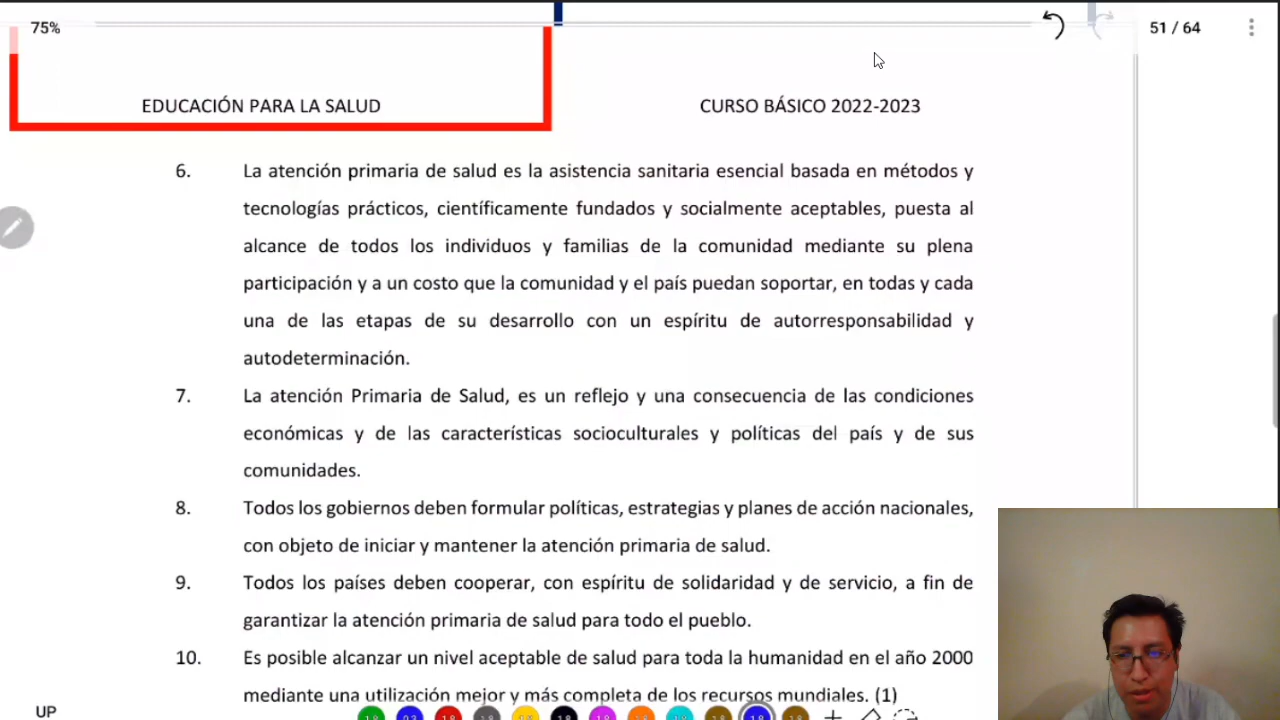 75%
51 / 64
EDUCACIÓN PARA LA SALUD
CURSO BÁSICO 2022-2023
6. La atención primaria de salud es la asistencia sanitaria esencial basada en métodos y
tecnologías prácticos, científicamente fundados y socialmente aceptables, puesta al
alcance de todos los individuos y familias de la comunidad mediante su plena
participación y a un costo que la comunidad y el país puedan soportar, en todas y cada
una de las etapas de su desarrollo con un espíritu de autorresponsabilidad y
autodeterminación.
7. La atención Primaria de Salud, es un reflejo y una consecuencia de las condiciones
económicas y de las características socioculturales y políticas del país y de sus
comunidades.
8. Todos los gobiernos deben formular políticas, estrategias y planes de acción nacionales,
con objeto de iniciar y mantener la atención primaria de salud.
9. Todos los países deben cooperar, con espíritu de solidaridad y de servicio, a fin de
garantizar la atención primaria de salud para todo el pueblo.
10. Es posible alcanzar un nivel aceptable de salud para toda la humanidad en el año 2000
mediante una utilización mejor y más completa de los recursos mundiales. (1)
UP